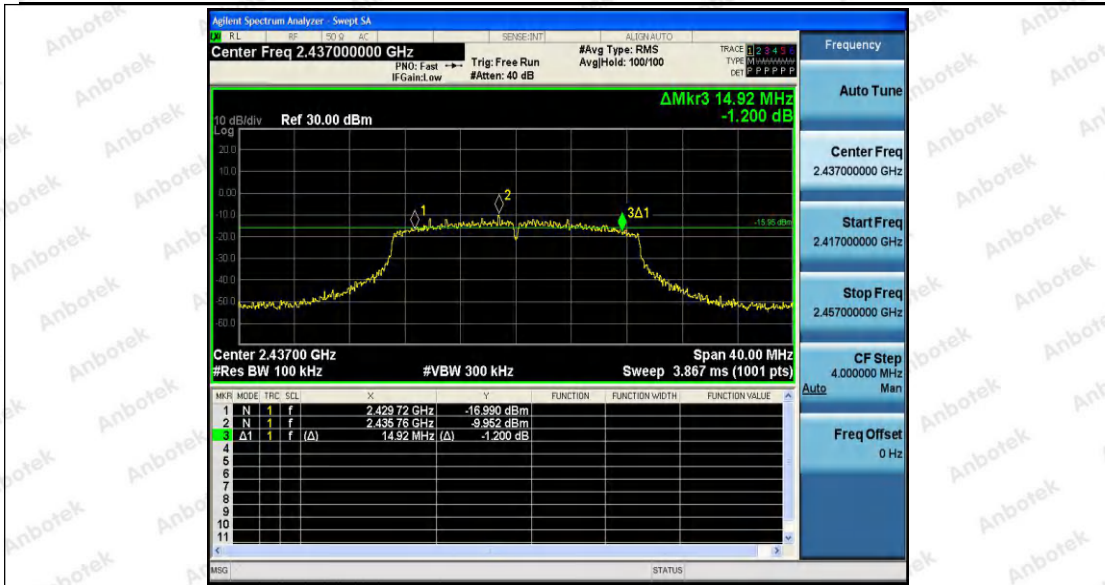 Agilent Spectrum Analyzer - Swept SA
RL RF 50 Ω AC SENSE:INT ALIGN AUTO
Center Freq 2.437000000 GHz
PNO: Fast
IFGain:Low
Trig: Free Run
#Atten: 40 dB
#Avg Type: RMS
Avg|Hold: 100/100
TRACE 1 2 3 4 5 6
TYPE M
DET P P P P P P
ΔMkr3 14.92 MHz
-1.200 dB
10 dB/div Ref 30.00 dBm
Log
20.0
10.0
0.00
-10.0
-20.0
-30.0
-40.0
-50.0
-60.0
1
2
3Δ1
-15.95 dBm
Center 2.43700 GHz Span 40.00 MHz
#Res BW 100 kHz #VBW 300 kHz Sweep 3.867 ms (1001 pts)
MKR MODE TRC SCL X Y FUNCTION FUNCTION WIDTH FUNCTION VALUE
1 N 1 f 2.429 72 GHz -16.990 dBm
2 N 1 f 2.435 76 GHz -9.952 dBm
3 Δ1 1 f (Δ) 14.92 MHz (Δ) -1.200 dB
4
5
6
7
8
9
10
11
MSG STATUS
Frequency
Auto Tune
Center Freq
2.437000000 GHz
Start Freq
2.417000000 GHz
Stop Freq
2.457000000 GHz
CF Step
4.000000 MHz
Auto Man
Freq Offset
0 Hz
Anbotek